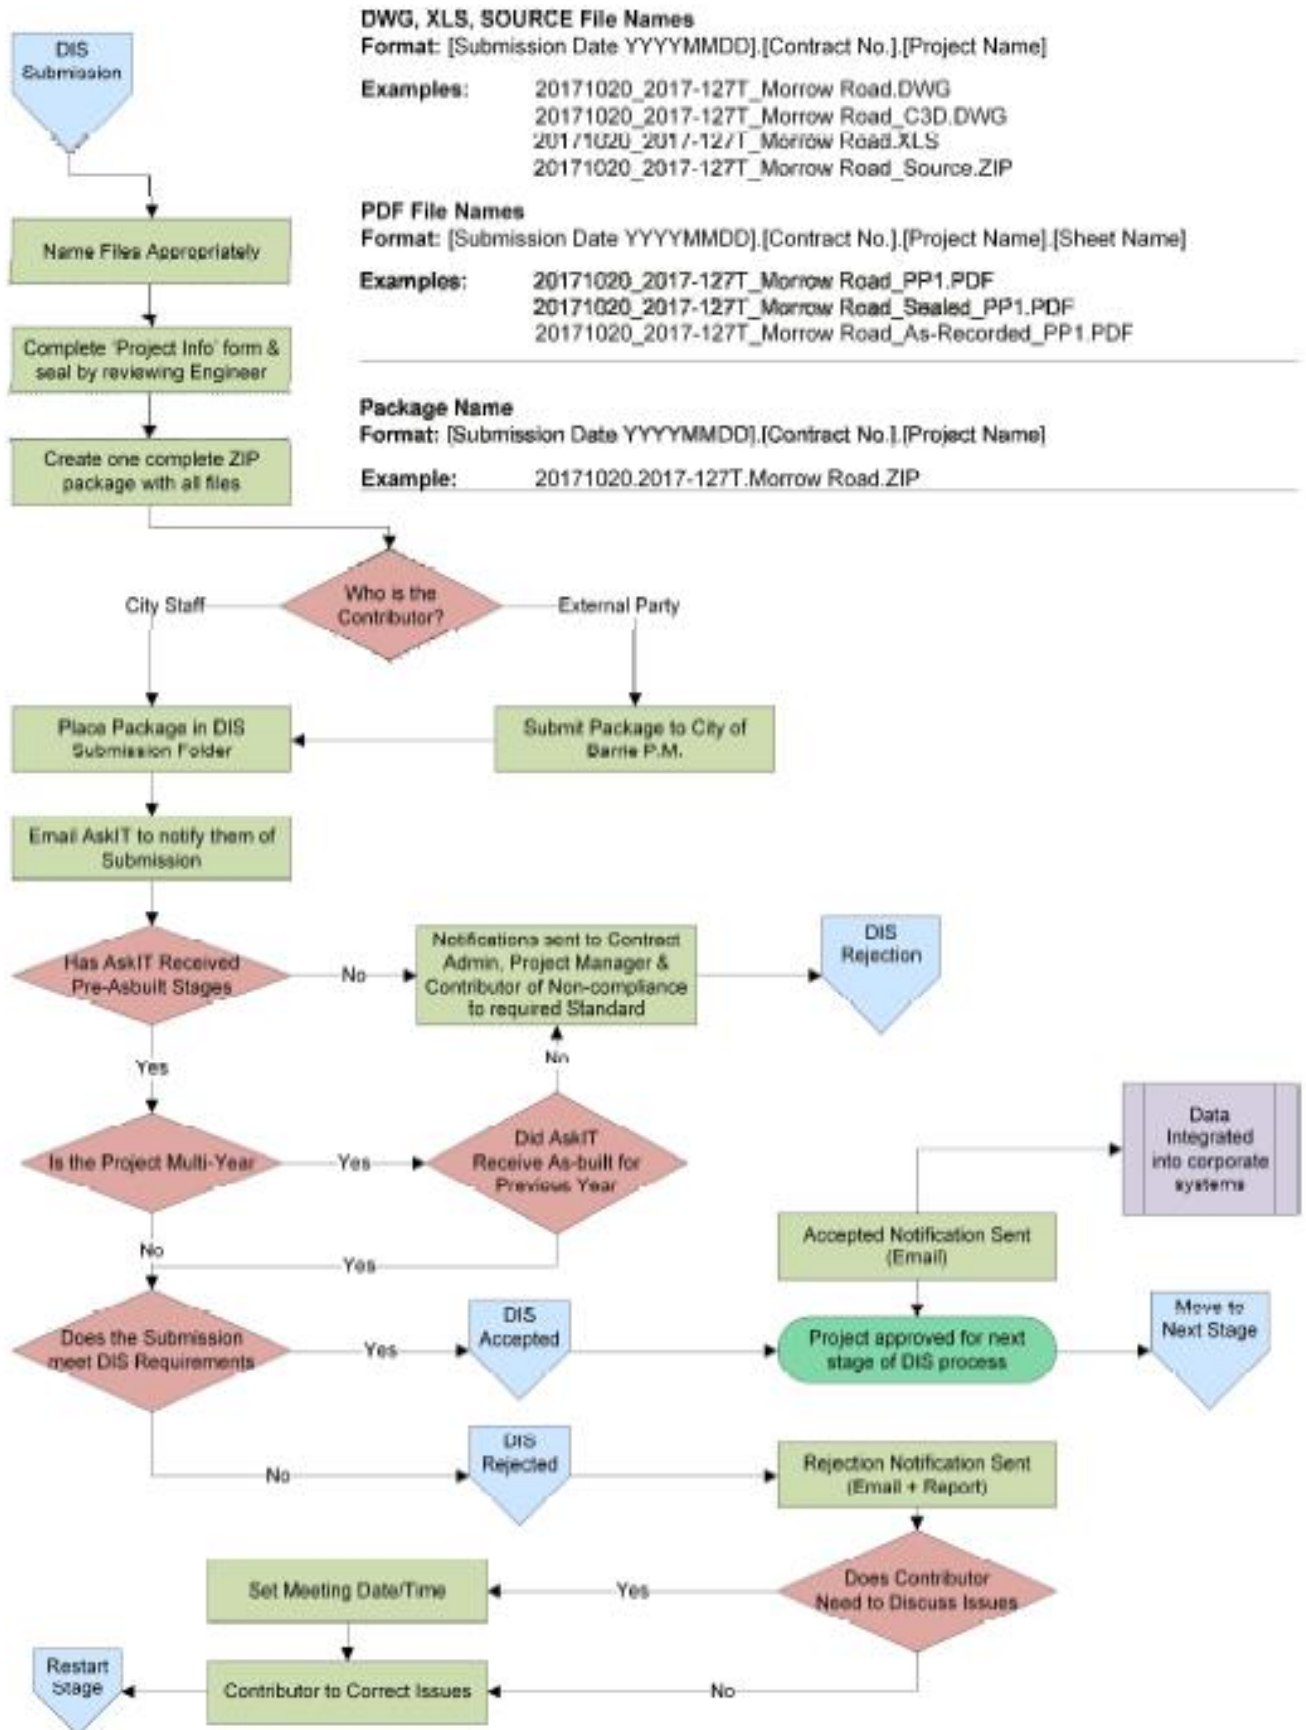 DIS
Submission
DWG, XLS, SOURCE File Names
Format: [Submission Date YYYYMMDD].[Contract No.].[Project Name]
Examples: 20171020_2017-127T_Morrow Road.DWG
20171020_2017-127T_Morrow Road_C3D.DWG
20171020_2017-127T_Morrow Road.XLS
20171020_2017-127T_Morrow Road_Source.ZIP
PDF File Names
Format: [Submission Date YYYYMMDD].[Contract No.].[Project Name].[Sheet Name]
Examples: 20171020_2017-127T_Morrow Road_PP1.PDF
20171020_2017-127T_Morrow Road_Sealed_PP1.PDF
20171020_2017-127T_Morrow Road_As-Recorded_PP1.PDF
Package Name
Format: [Submission Date YYYYMMDD].[Contract No.].[Project Name]
Example: 20171020.2017-127T.Morrow Road.ZIP
Name Files Appropriately
Complete 'Project Info' form &
seal by reviewing Engineer
Create one complete ZIP
package with all files
Who is the
Contributor?
City Staff
External Party
Place Package in DIS
Submission Folder
Submit Package to City of
Barrie P.M.
Email AskIT to notify them of
Submission
Has AskIT Received
Pre-Asbuilt Stages
No
Notifications sent to Contract
Admin, Project Manager &
Contributor of Non-compliance
to required Standard
DIS
Rejection
Yes
No
Is the Project Multi-Year
Yes
Did AskIT
Receive As-built for
Previous Year
Data
Integrated
into corporate
systems
No
Yes
Accepted Notification Sent
(Email)
Does the Submission
meet DIS Requirements
Yes
DIS
Accepted
Project approved for next
stage of DIS process
Move to
Next Stage
No
DIS
Rejected
Rejection Notification Sent
(Email + Report)
Does Contributor
Need to Discuss Issues
Yes
Set Meeting Date/Time
No
Contributor to Correct Issues
Restart
Stage